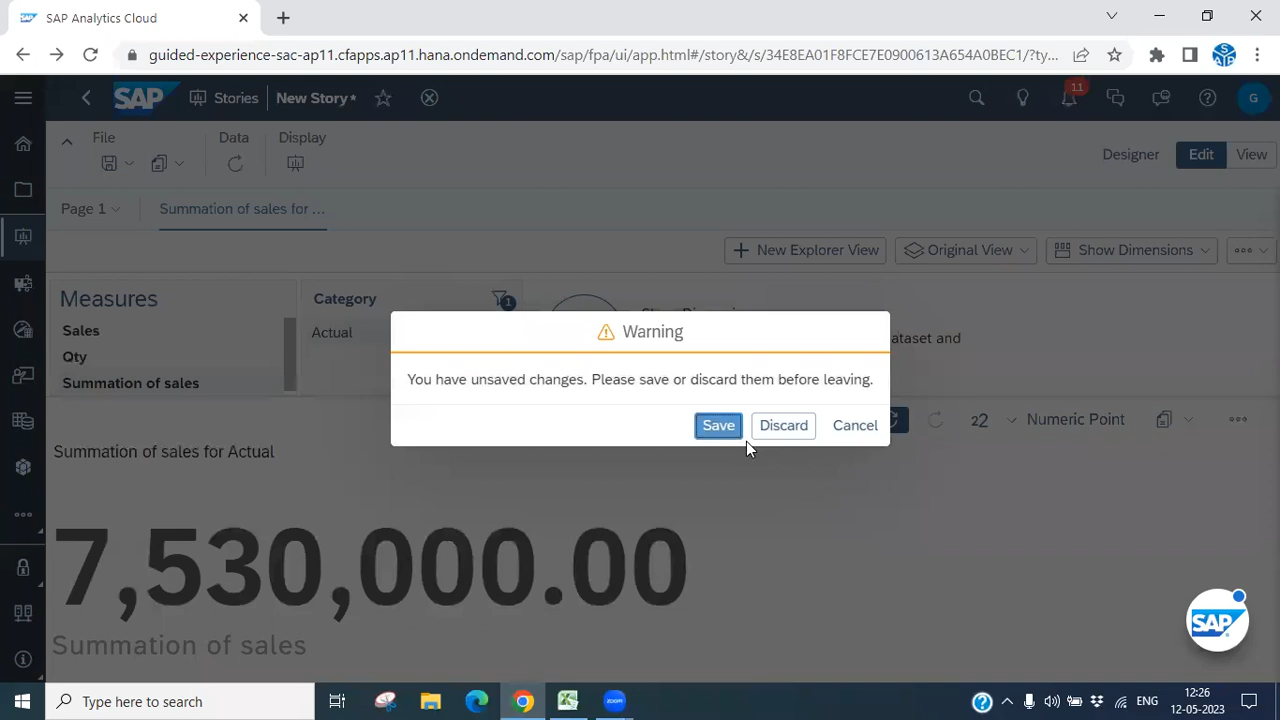 SAP Analytics Cloud
guided-experience-sac-ap11.cfapps.ap11.hana.ondemand.com/sap/fpa/ui/app.html#/story&/s/34E8EA01F8FCE7E0900613A654A0BEC1/?ty...
SAP Stories New Story* 11 G
File Data Display
Designer Edit View
Page 1 Summation of sales for ...
New Explorer View Original View Show Dimensions
Measures
Sales
Qty
Summation of sales
Category 1
Actual
ataset and
Warning
You have unsaved changes. Please save or discard them before leaving.
Save Discard Cancel
22 Numeric Point
Summation of sales for Actual
7,530,000.00
Summation of sales
SAP
Type here to search
zoom
ENG
12:26
12-05-2023